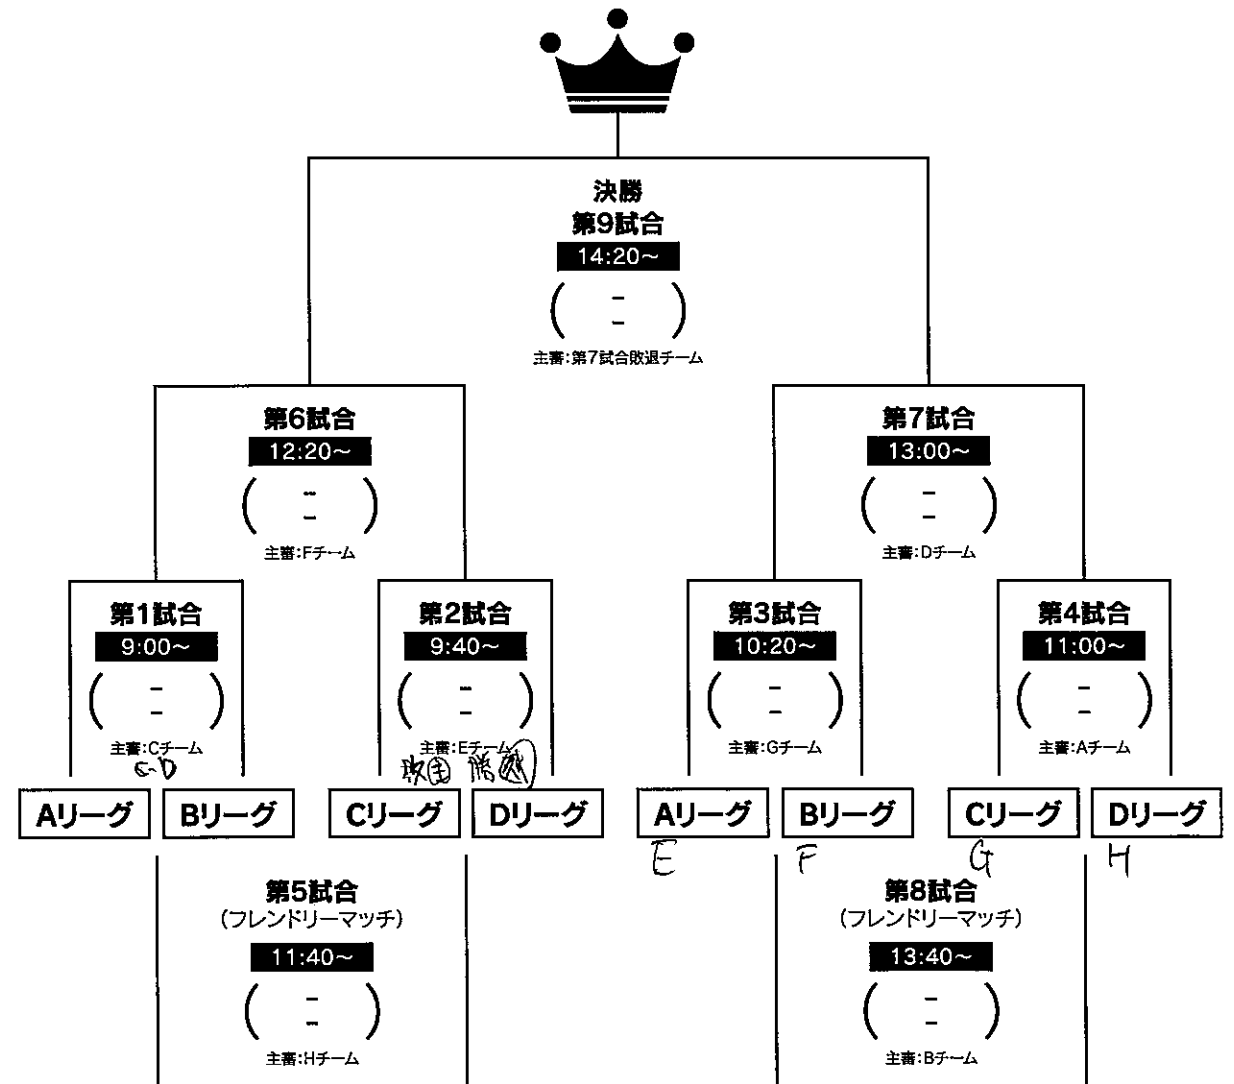 決勝
第9試合
14:20~
( - - )
主審:第7試合敗退チーム
第6試合
12:20~
( - - )
主審:Fチーム
第7試合
13:00~
( - - )
主審:Dチーム
第1試合
9:00~
( - - )
主審:Cチーム
第2試合
9:40~
( - - )
主審:Eチーム
第3試合
10:20~
( - - )
主審:Gチーム
第4試合
11:00~
( - - )
主審:Aチーム
Aリーグ
Bリーグ
Cリーグ
Dリーグ
Aリーグ
Bリーグ
Cリーグ
Dリーグ
E
F
G
H
第5試合
(フレンドリーマッチ)
11:40~
( - - )
主審:Hチーム
第8試合
(フレンドリーマッチ)
13:40~
( - - )
主審:Bチーム